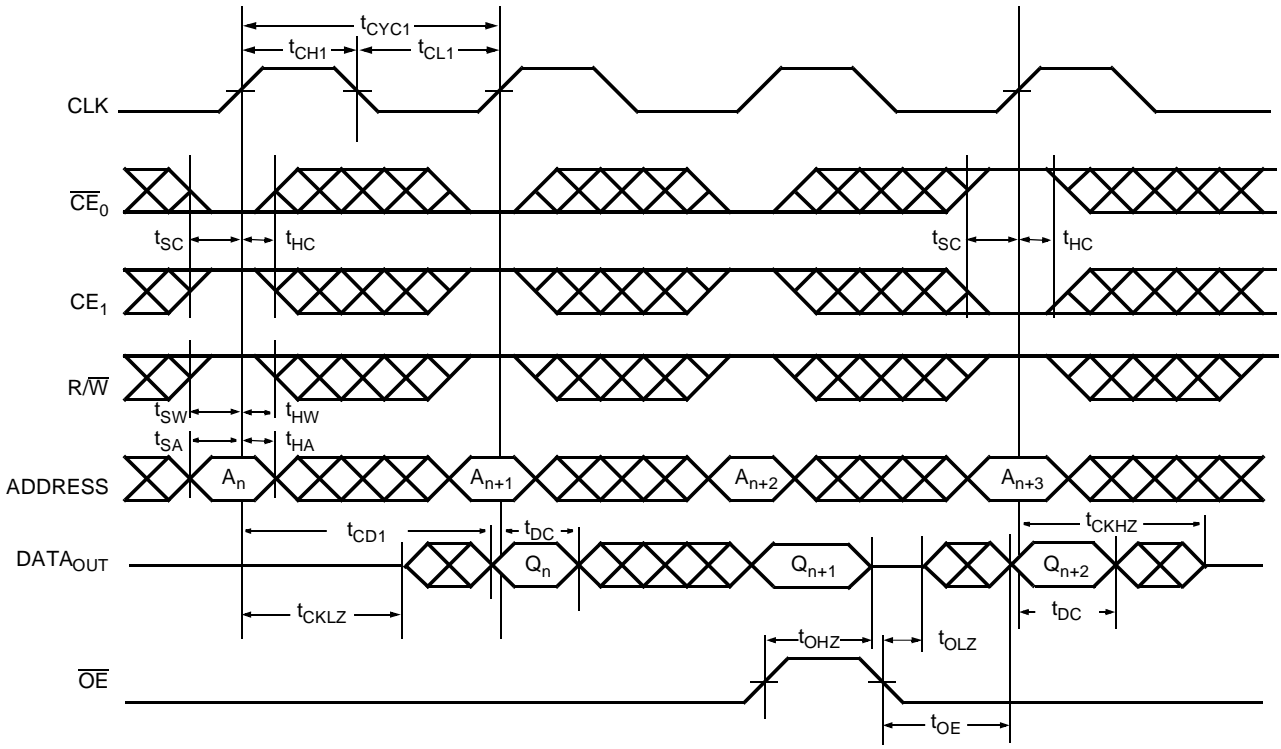 tCYC1
tCH1 tCL1
CLK
CE0
tSC tHC tSC tHC
CE1
R/W
tSW tHW
tSA tHA
ADDRESS An An+1 An+2 An+3
tCD1 tDC tCKHZ
DATAOUT Qn Qn+1 Qn+2
tCKLZ tDC
tOHZ tOLZ
OE
tOE